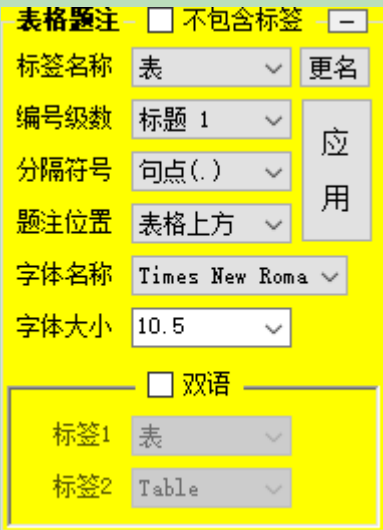 表格题注 不包含标签
标签名称 表 更名
编号级数 标题 1
应用
分隔符号 句点(.)
题注位置 表格上方
字体名称 Times New Roma
字体大小 10.5
双语
标签1 表
标签2 Table